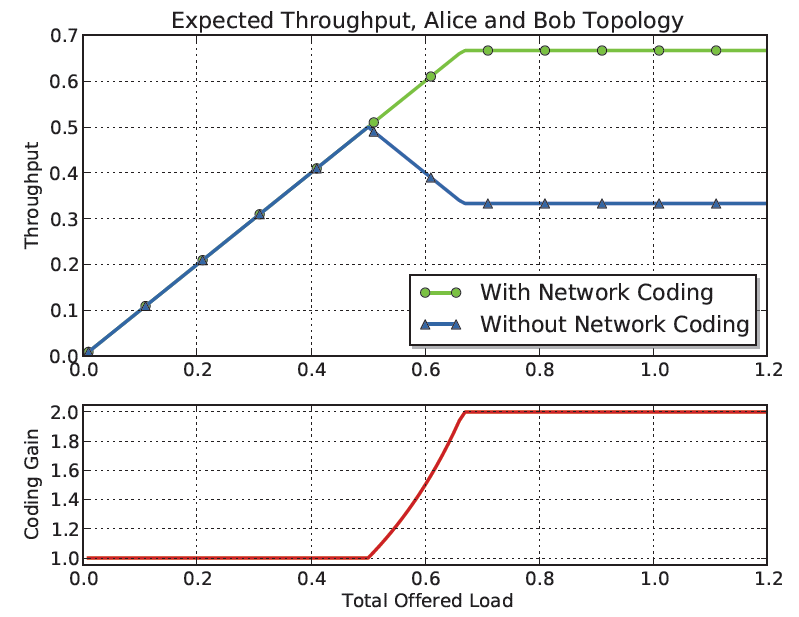 Expected Throughput, Alice and Bob Topology
0.7
0.6
0.5
0.4
0.3
0.2
0.1
0.0
Throughput
With Network Coding
Without Network Coding
0.0 0.2 0.4 0.6 0.8 1.0 1.2
2.0
1.8
1.6
1.4
1.2
1.0
Coding Gain
0.0 0.2 0.4 0.6 0.8 1.0 1.2
Total Offered Load